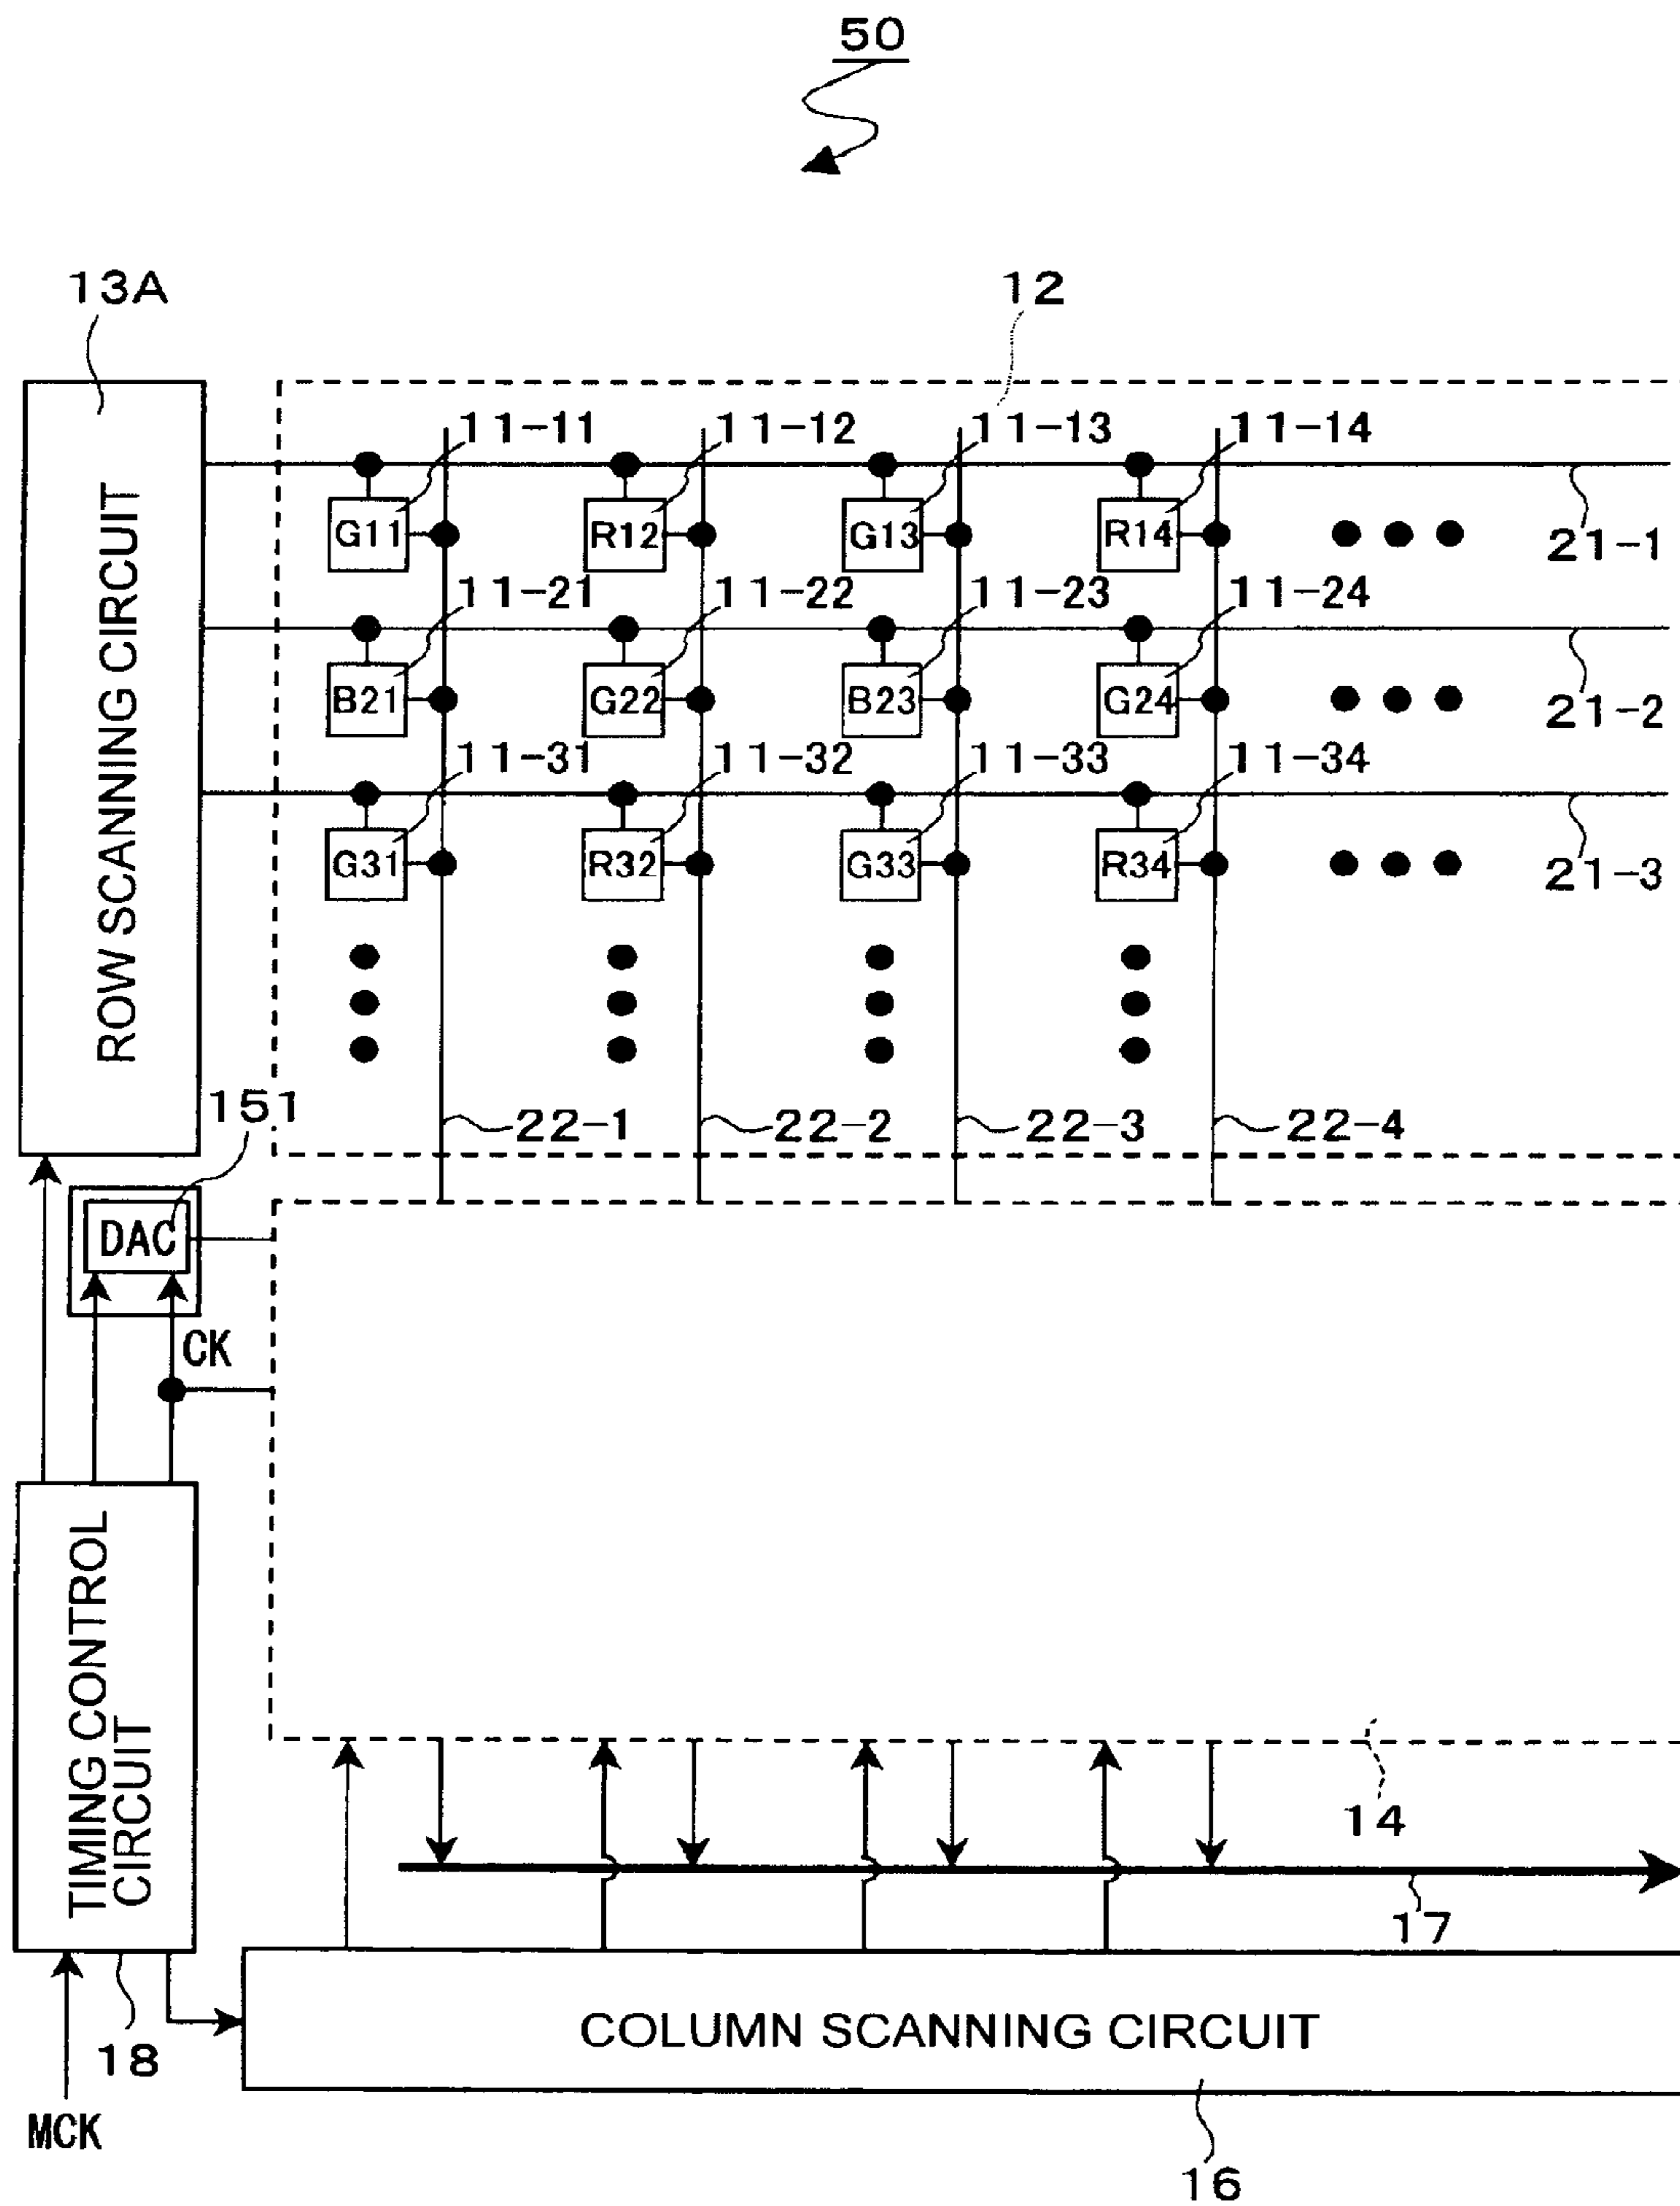 50
13A
12
11-11 11-12 11-13 11-14
G11 R12 G13 R14
21-1
11-21 11-22 11-23 11-24
B21 G22 B23 G24
21-2
11-31 11-32 11-33 11-34
G31 R32 G33 R34
21-3
ROW SCANNING CIRCUIT
151
22-1 22-2 22-3 22-4
DAC
CK
TIMING CONTROL
CIRCUIT
14
17
COLUMN SCANNING CIRCUIT
18
MCK
16